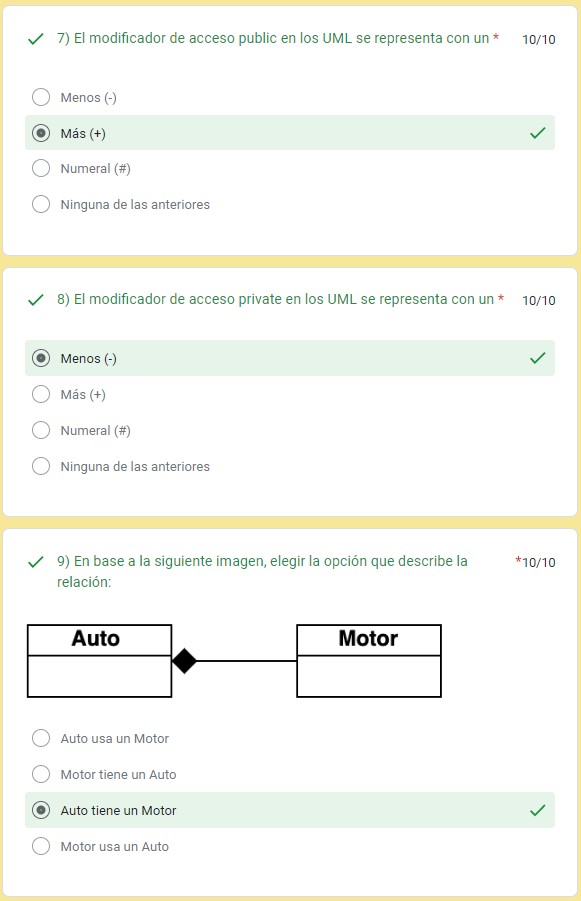 7) El modificador de acceso public en los UML se representa con un * 10/10
Menos (-)
Más (+)
Numeral (#)
Ninguna de las anteriores
8) El modificador de acceso private en los UML se representa con un * 10/10
Menos (-)
Más (+)
Numeral (#)
Ninguna de las anteriores
9) En base a la siguiente imagen, elegir la opción que describe la *10/10
relación:
Auto Motor
Auto usa un Motor
Motor tiene un Auto
Auto tiene un Motor
Motor usa un Auto